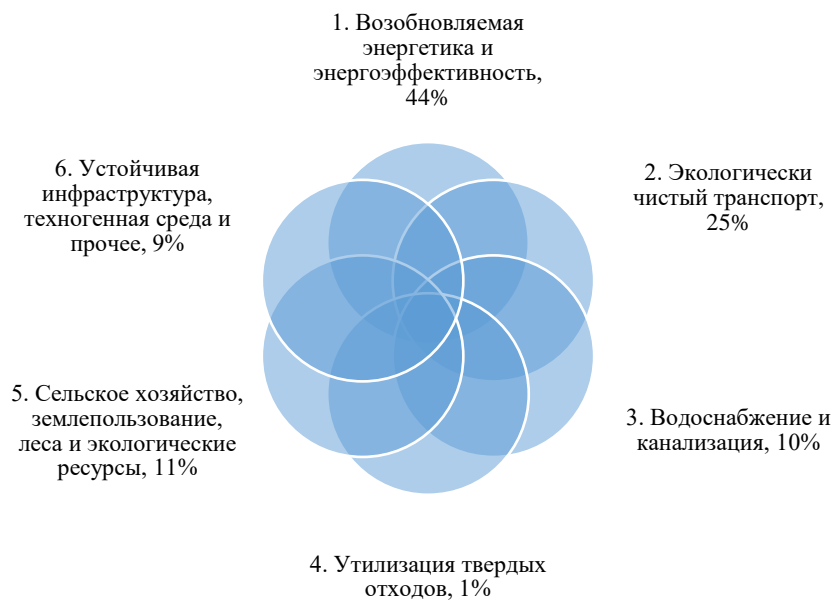 1. Возобновляемая
энергетика и
энергоэффективность,
44%
2. Экологически
чистый транспорт,
25%
3. Водоснабжение и
канализация, 10%
4. Утилизация твердых
отходов, 1%
5. Сельское хозяйство,
землепользование,
леса и экологические
ресурсы, 11%
6. Устойчивая
инфраструктура,
техногенная среда и
прочее, 9%